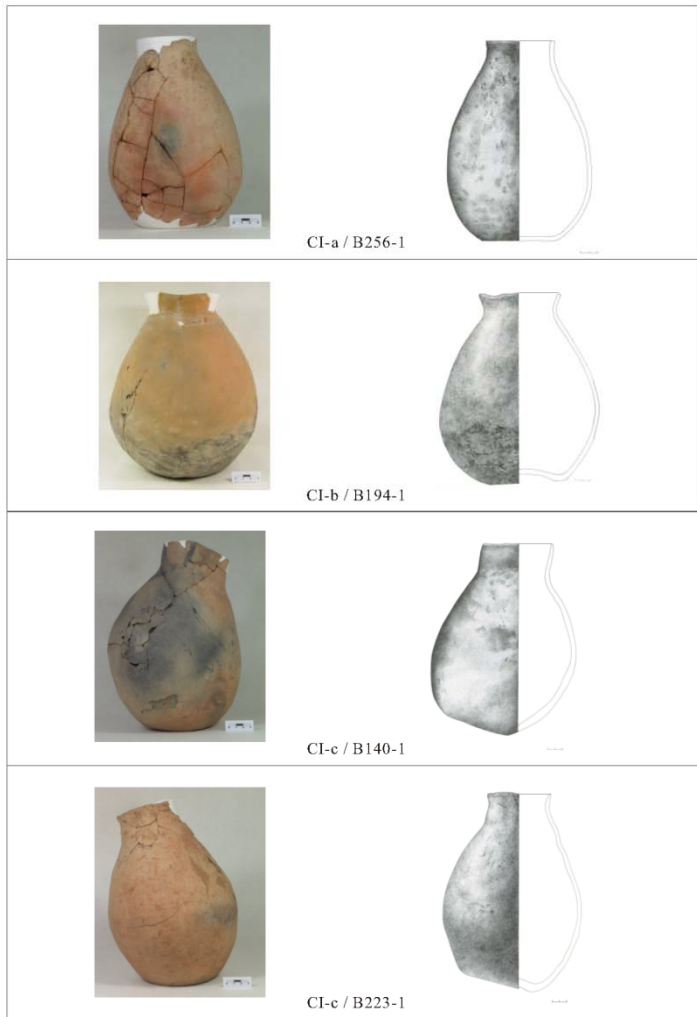 CI-a / B256-1
CI-b / B194-1
CI-c / B140-1
CI-c / B223-1